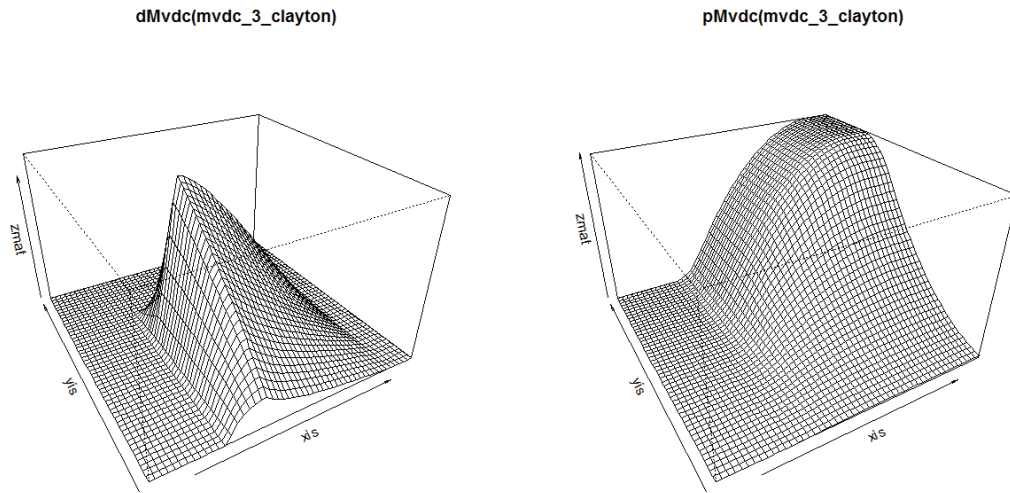 dMvdc(mvdc_3_clayton)
pMvdc(mvdc_3_clayton)
zmat
yis
xis
zmat
yis
xis